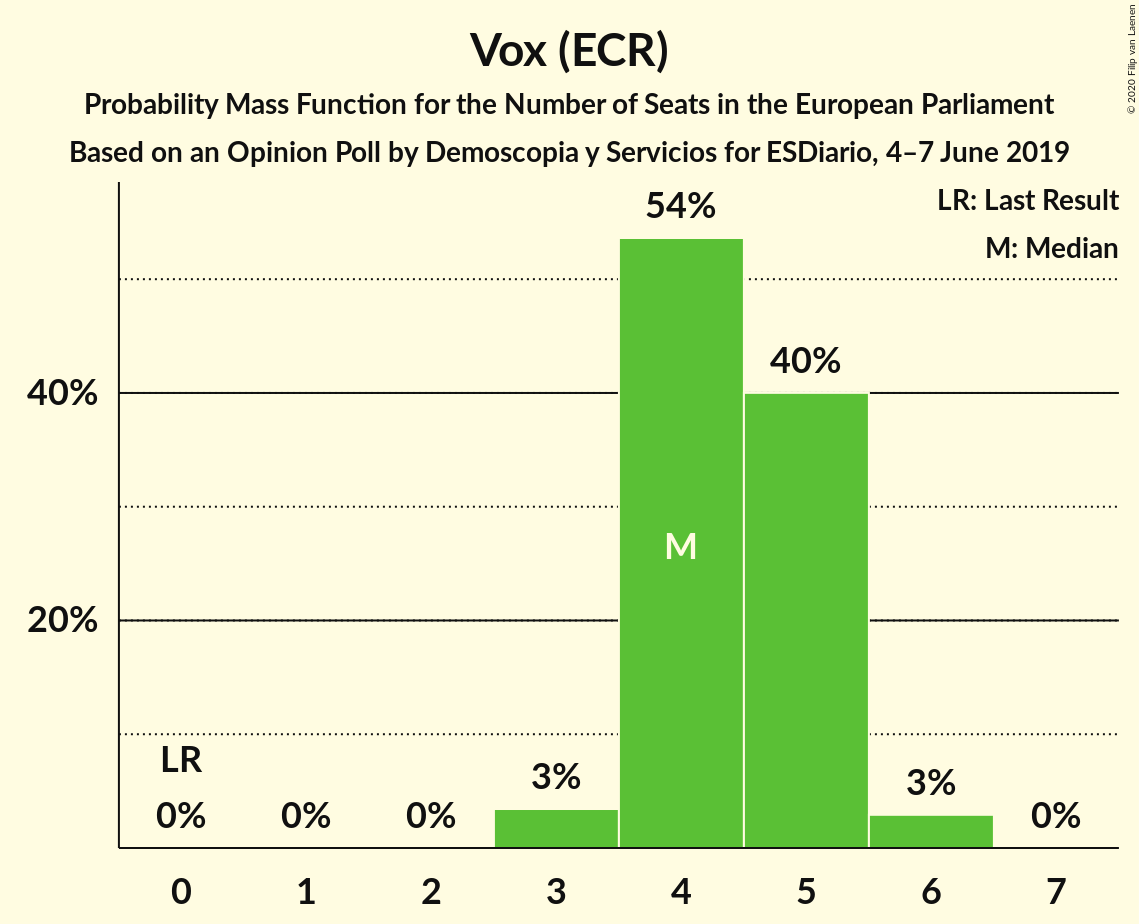 Vox (ECR)
Probability Mass Function for the Number of Seats in the European Parliament
Based on an Opinion Poll by Demoscopia y Servicios for ESDiario, 4–7 June 2019
© 2020 Filip van Laenen
LR: Last Result
M: Median
54%
40%
40%
M
20%
LR
0%
0%
0%
3%
3%
0%
0 1 2 3 4 5 6 7